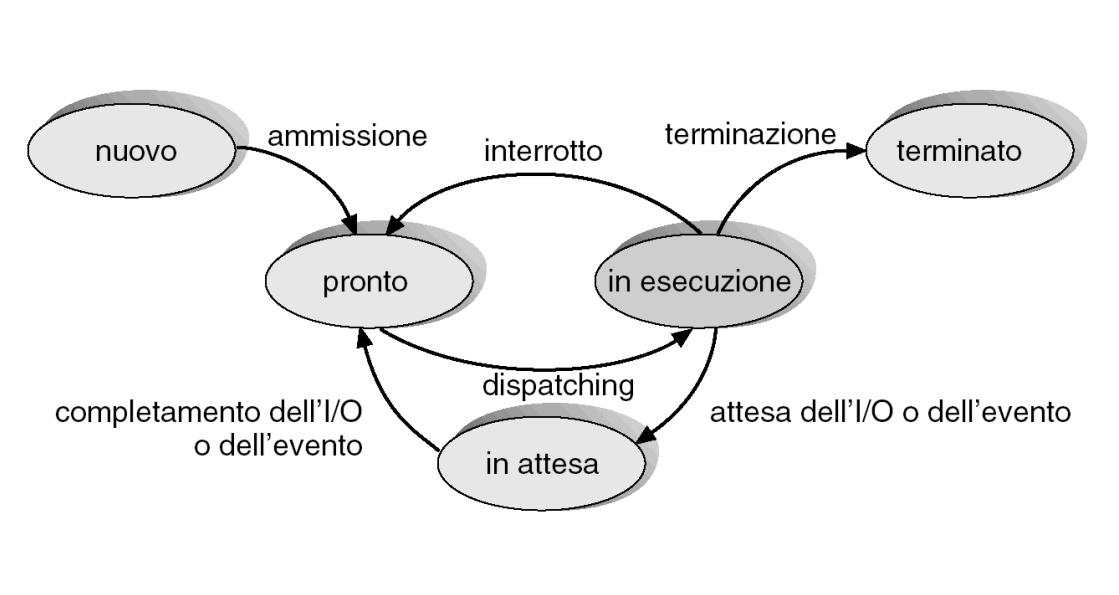 nuovo
ammissione
interrotto
terminazione
terminato
pronto
in esecuzione
dispatching
completamento dell’I/O
o dell’evento
attesa dell’I/O o dell’evento
in attesa